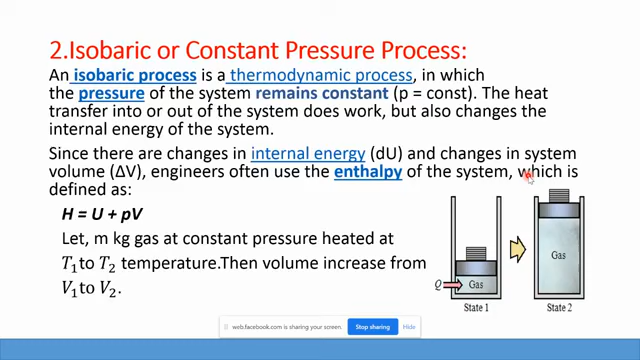 2.Isobaric or Constant Pressure Process:
An isobaric process is a thermodynamic process, in which
the pressure of the system remains constant (p = const). The heat
transfer into or out of the system does work, but also changes the
internal energy of the system.
Since there are changes in internal energy (dU) and changes in system
volume (ΔV), engineers often use the enthalpy of the system, which is
defined as:
H = U + pV
Let, m kg gas at constant pressure heated at
T₁to T₂ temperature.Then volume increase from
V₁to V₂.
Q
Gas
Gas
State 1
State 2
web.facebook.com is sharing your screen.
Stop sharing
Hide